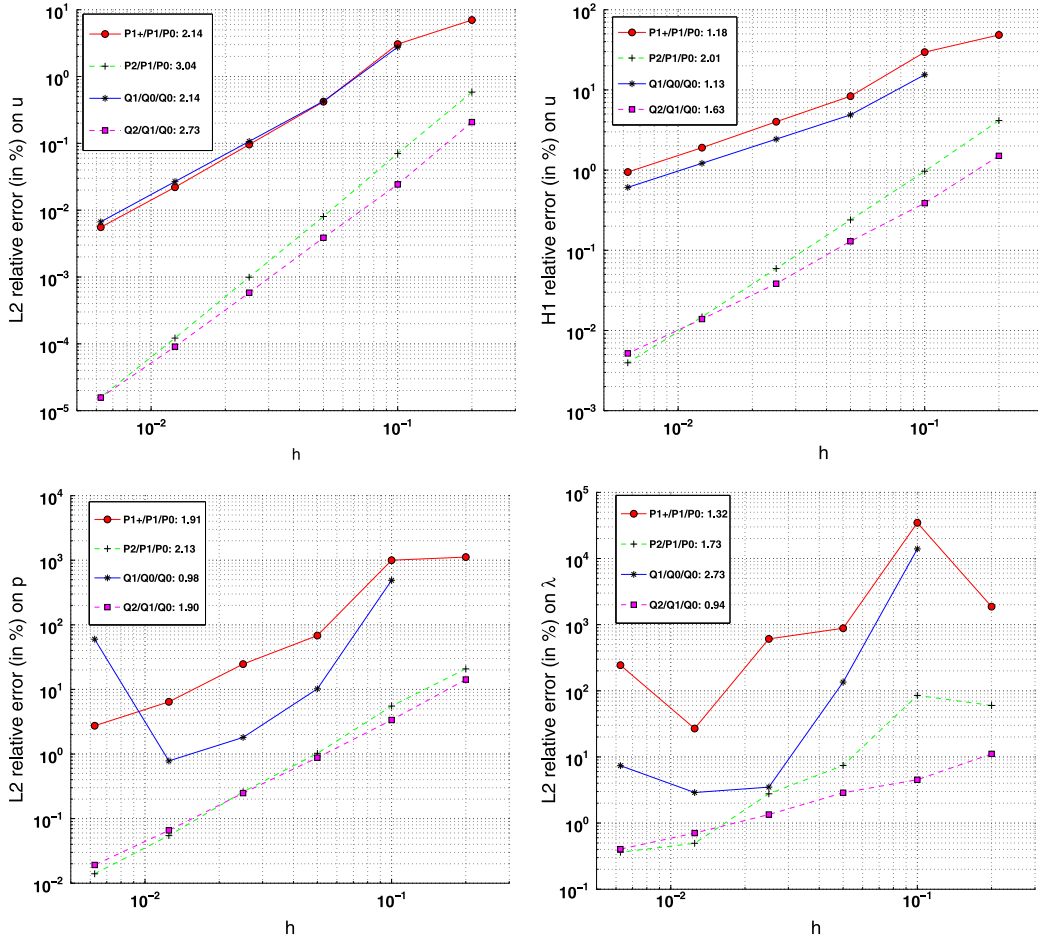 L2 relative error (in %) on u
10^1
10^0
10^-1
10^-2
10^-3
10^-4
10^-5
P1+/P1/P0: 2.14
P2/P1/P0: 3.04
Q1/Q0/Q0: 2.14
Q2/Q1/Q0: 2.73
10^-2
10^-1
h
H1 relative error (in %) on u
10^2
10^1
10^0
10^-1
10^-2
10^-3
P1+/P1/P0: 1.18
P2/P1/P0: 2.01
Q1/Q0/Q0: 1.13
Q2/Q1/Q0: 1.63
10^-2
10^-1
h
L2 relative error (in %) on p
10^4
10^3
10^2
10^1
10^0
10^-1
10^-2
P1+/P1/P0: 1.91
P2/P1/P0: 2.13
Q1/Q0/Q0: 0.98
Q2/Q1/Q0: 1.90
10^-2
10^-1
h
L2 relative error (in %) on λ
10^5
10^4
10^3
10^2
10^1
10^0
10^-1
P1+/P1/P0: 1.32
P2/P1/P0: 1.73
Q1/Q0/Q0: 2.73
Q2/Q1/Q0: 0.94
10^-2
10^-1
h